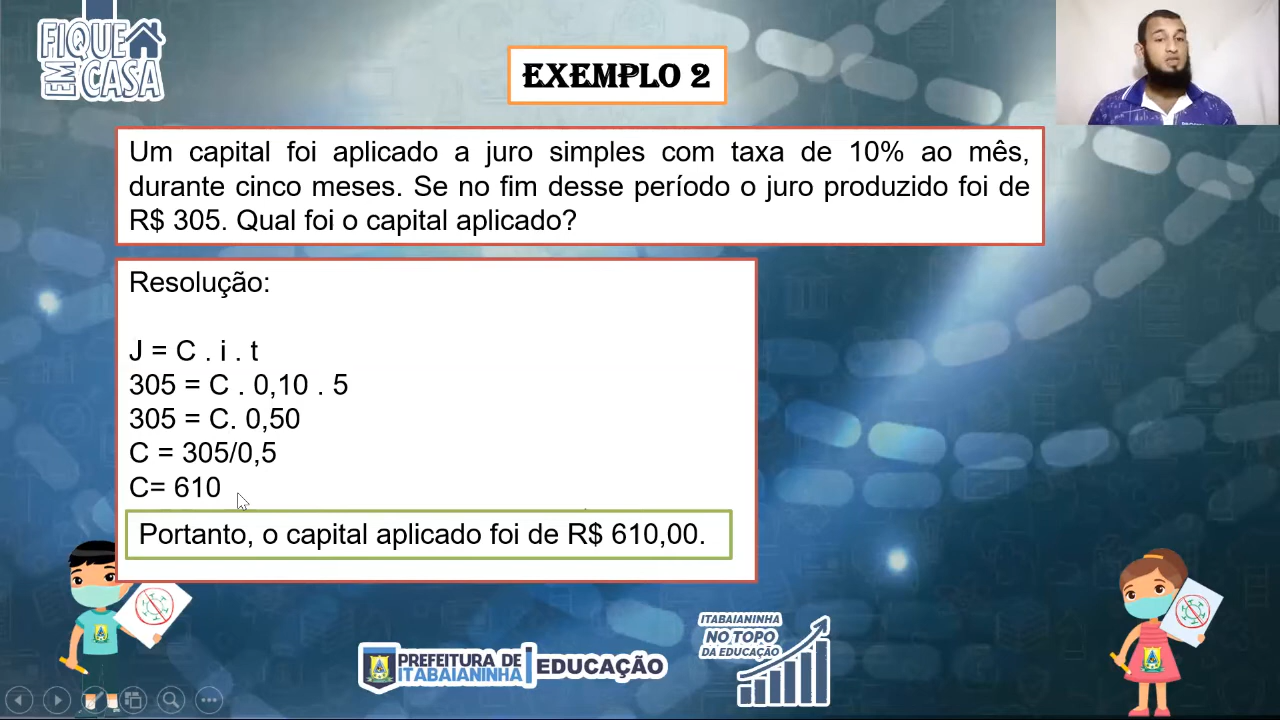 FIQUE
EM CASA
EXEMPLO 2
Um capital foi aplicado a juro simples com taxa de 10% ao mês,
durante cinco meses. Se no fim desse período o juro produzido foi de
R$ 305. Qual foi o capital aplicado?
Resolução:
J = C . i . t
305 = C . 0,10 . 5
305 = C. 0,50
C = 305/0,5
C= 610
Portanto, o capital aplicado foi de R$ 610,00.
ITABAIANINHA
NO TOPO
DA EDUCAÇÃO
PREFEITURA DE
ITABAIANINHA
EDUCAÇÃO